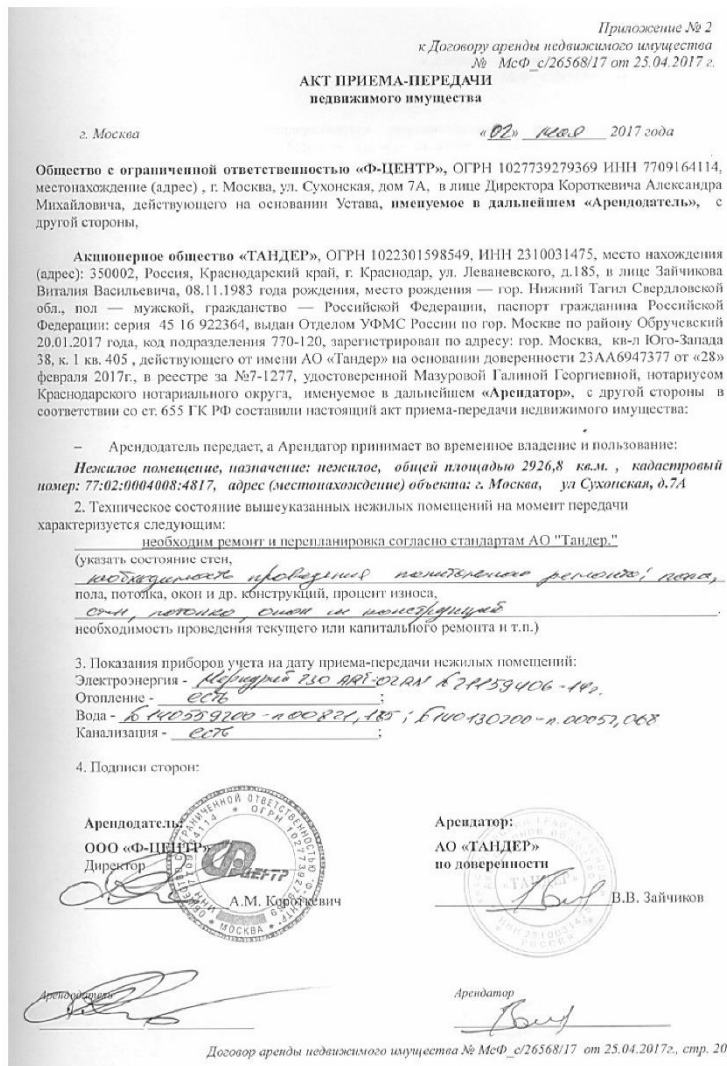 Приложение № 2
к Договору аренды недвижимого имущества
№ МсФ_с/26568/17 от 25.04.2017 г.
АКТ ПРИЕМА-ПЕРЕДАЧИ
недвижимого имущества
г. Москва «02» мая 2017 года
Общество с ограниченной ответственностью «Ф-ЦЕНТР», ОГРН 1027739279369 ИНН 7709164114,
местонахождение (адрес) , г. Москва, ул. Сухонская, дом 7А, в лице Директора Короткевича Александра
Михайловича, действующего на основании Устава, именуемое в дальнейшем «Арендодатель», с
другой стороны,
Акционерное общество «ТАНДЕР», ОГРН 1022301598549, ИНН 2310031475, место нахождения
(адрес): 350002, Россия, Краснодарский край, г. Краснодар, ул. Леваневского, д.185, в лице Зайчикова
Виталия Васильевича, 08.11.1983 года рождения, место рождения — гор. Нижний Тагил Свердловской
обл., пол — мужской, гражданство — Российской Федерации, паспорт гражданина Российской
Федерации: серия 45 16 922364, выдан Отделом УФМС России по гор. Москве по району Обручевский
20.01.2017 года, код подразделения 770-120, зарегистрирован по адресу: гор. Москва, кв-л Юго-Запада
38, к. 1 кв. 405 , действующего от имени АО «Тандер» на основании доверенности 23АА6947377 от «28»
февраля 2017г., в реестре за №7-1277, удостоверенной Мазуровой Галиной Георгиевной, нотариусом
Краснодарского нотариального округа, именуемое в дальнейшем «Арендатор», с другой стороны в
соответствии со ст. 655 ГК РФ составили настоящий акт приема-передачи недвижимого имущества:
– Арендодатель передает, а Арендатор принимает во временное владение и пользование:
Нежилое помещение, назначение: нежилое, общей площадью 2926,8 кв.м. , кадастровый
номер: 77:02:0004008:4817, адрес (местонахождение) объекта: г. Москва, ул Сухонская, д.7А
2. Техническое состояние вышеуказанных нежилых помещений на момент передачи
характеризуется следующим:
необходим ремонт и перепланировка согласно стандартам АО "Тандер."
(указать состояние стен,
необходимость проведения капитального ремонта: пола,
пола, потолка, окон и др. конструкций, процент износа,
стен, потолка, окон и конструкций.
необходимость проведения текущего или капитального ремонта и т.п.)
3. Показания приборов учета на дату приема-передачи нежилых помещений:
Электроэнергия - Меркурий 230 ART-
Отопление - есть ;
Вода -
Канализация - есть ;
4. Подписи сторон:
Арендодатель: Арендатор:
ООО «Ф-ЦЕНТР» АО «ТАНДЕР»
Директор по доверенности
А.М. Короткевич В.В. Зайчиков
Арендодатель Арендатор
Договор аренды недвижимого имущества № МсФ_с/26568/17 от 25.04.2017г., стр. 20